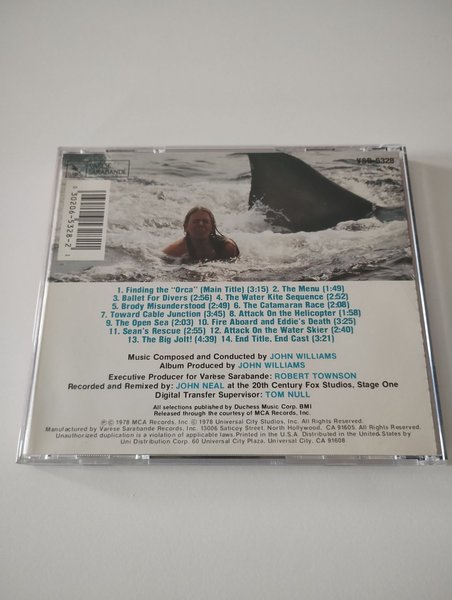 VARÈSE
SARABANDE
VSD-5328
0 30206-5328-2 1
1. Finding the "Orca" (Main Title) (3:15) 2. The Menu (1:49)
3. Ballet For Divers (2:56) 4. The Water Kite Sequence (2:52)
5. Brody Misunderstood (2:49) 6. The Catamaran Race (2:08)
7. Toward Cable Junction (3:45) 8. Attack On the Helicopter (1:58)
9. The Open Sea (2:03) 10. Fire Aboard and Eddie's Death (3:25)
11. Sean's Rescue (2:55) 12. Attack on the Water Skier (2:40)
13. The Big Jolt! (4:39) 14. End Title, End Cast (3:21)
Music Composed and Conducted by JOHN WILLIAMS
Album Produced by JOHN WILLIAMS
Executive Producer for Varèse Sarabande: ROBERT TOWNSON
Recorded and Remixed by: JOHN NEAL at the 20th Century Fox Studios, Stage One
Digital Transfer Supervisor: TOM NULL
All selections published by Duchess Music Corp. BMI
Released through the courtesy of MCA Records, Inc.
Ⓟ©1978 MCA Records, Inc. © 1978 Universal City Studios, Inc. All Rights Reserved.
Manufactured by Varèse Sarabande Records, Inc. 13006 Saticoy Street, North Hollywood, CA 91605. All Rights Reserved.
Unauthorized duplication is a violation of applicable laws. Printed in the U.S.A. Distributed in the United States by
Uni Distribution Corp. 60 Universal City Plaza, Universal City, CA 91608